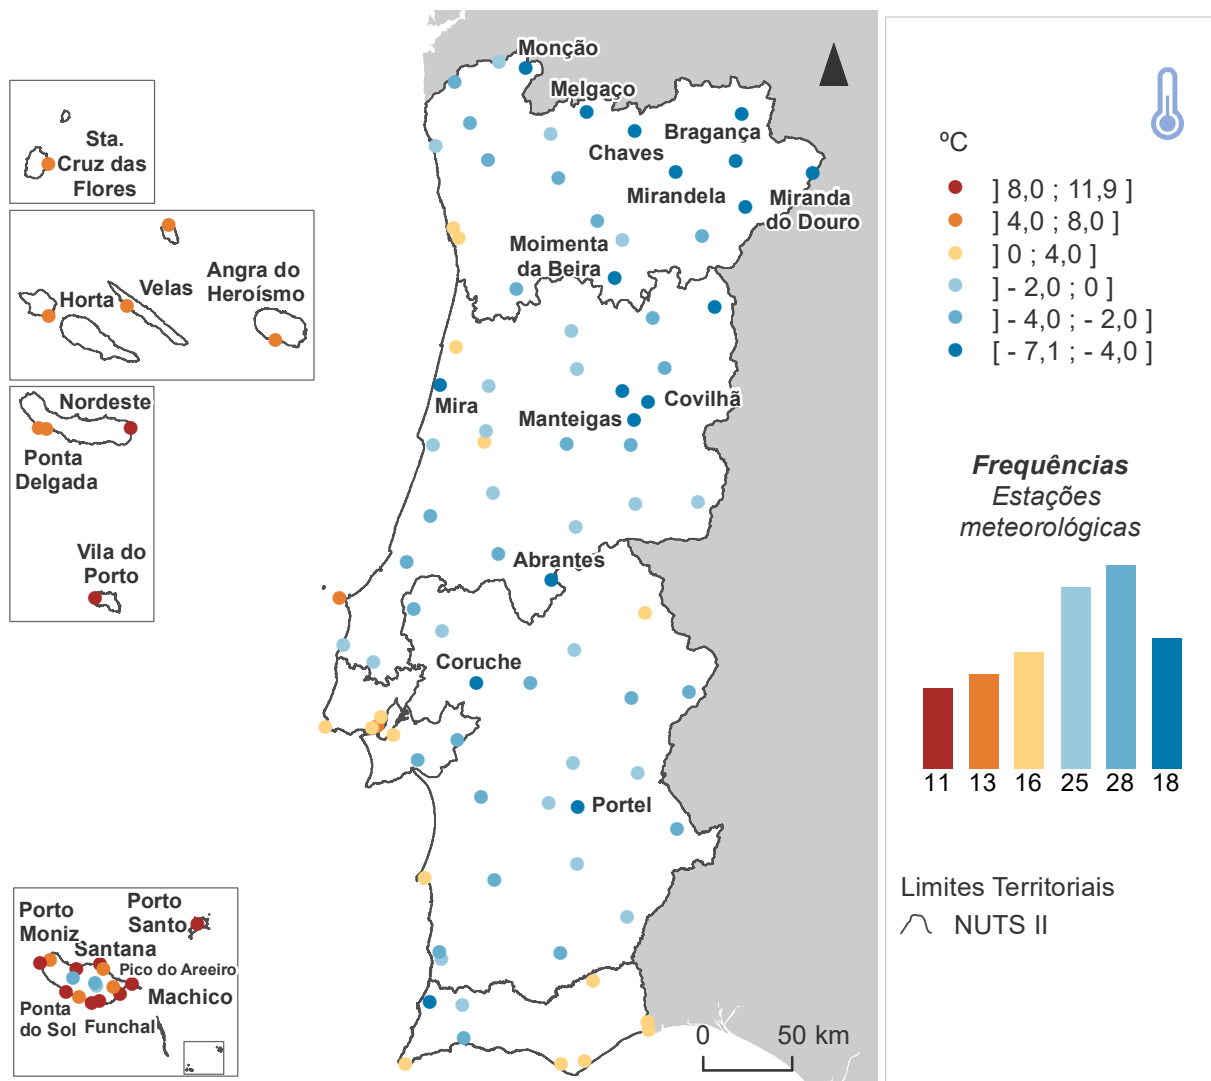 Monção
Melgaço
Bragança
Chaves
Mirandela
Miranda
do Douro
Moimenta
da Beira
Sta.
Cruz das
Flores
Angra do
Heroísmo
Velas
Horta
Nordeste
Ponta
Delgada
Vila do
Porto
Mira
Manteigas
Covilhã
Abrantes
Coruche
Portel
Porto
Moniz
Porto
Santo
Santana
Pico do Areeiro
Machico
Ponta
do Sol
Funchal
0 50 km
ºC
] 8,0 ; 11,9 ]
] 4,0 ; 8,0 ]
] 0 ; 4,0 ]
] - 2,0 ; 0 ]
] - 4,0 ; - 2,0 ]
[ - 7,1 ; - 4,0 ]
Frequências
Estações
meteorológicas
11 13 16 25 28 18
Limites Territoriais
NUTS II